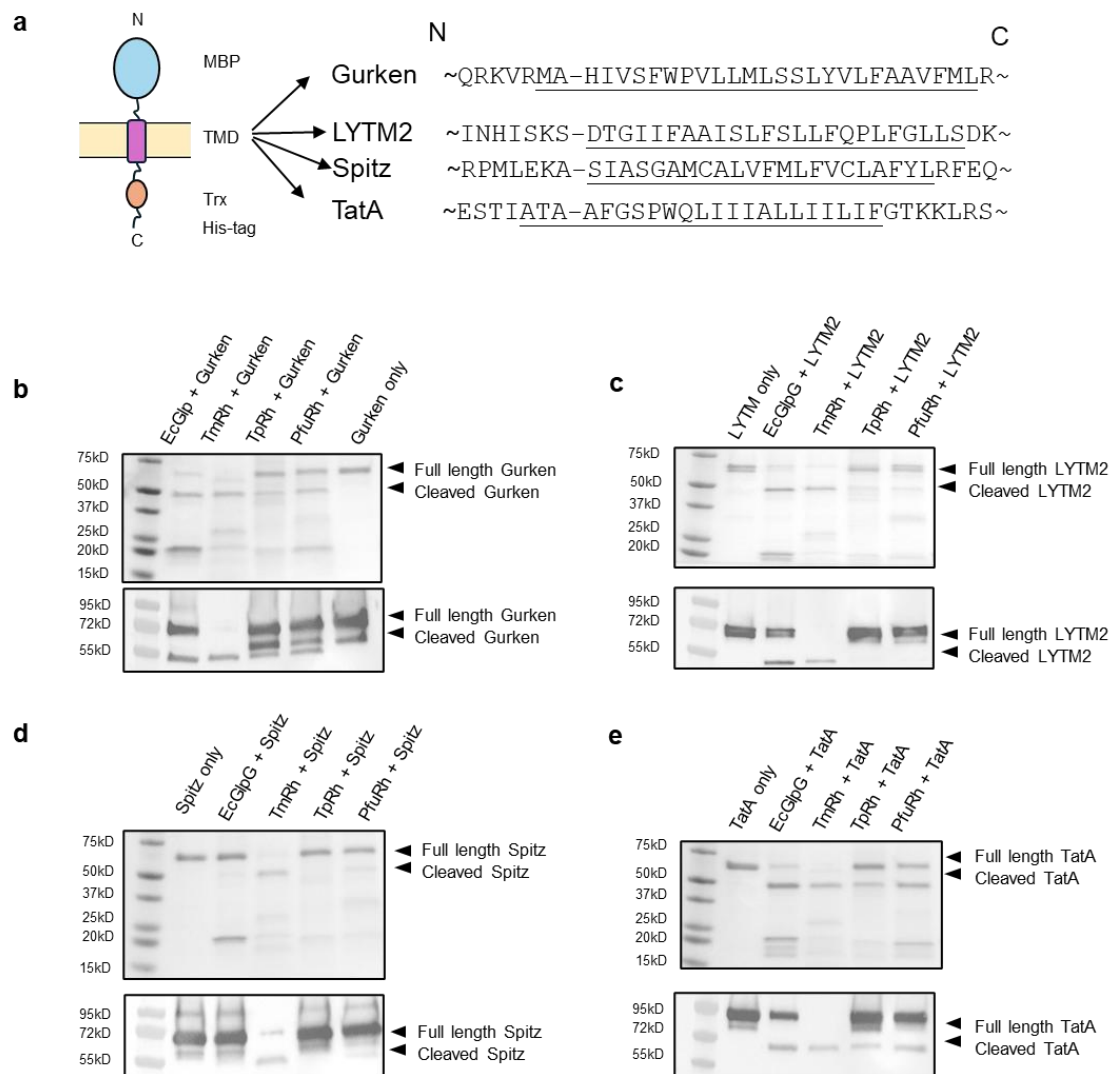 a
N
MBP
TMD
Trx
His-tag
C
N
C
Gurken ~QRKVRMA-HIVSFWPVLLMLSSLYVLFAAVFMLR~
LYTM2 ~INHISKS-DTGIIFAAISLFSLLFQPLFGLLSDK~
Spitz ~RPMLEKA-SIASGAMCALVFMLFVCLAFYLRFEQ~
TatA ~ESTIATA-AFGSPWQLIIIALLIILIFGTKKLRS~
b
EcGlp + Gurken
TmRh + Gurken
TpRh + Gurken
PfuRh + Gurken
Gurken only
75kD
50kD
37kD
25kD
20kD
15kD
Full length Gurken
Cleaved Gurken
95kD
72kD
55kD
Full length Gurken
Cleaved Gurken
c
LYTM only
EcGlpG + LYTM2
TmRh + LYTM2
TpRh + LYTM2
PfuRh + LYTM2
75kD
50kD
37kD
25kD
20kD
Full length LYTM2
Cleaved LYTM2
95kD
72kD
55kD
Full length LYTM2
Cleaved LYTM2
d
Spitz only
EcGlpG + Spitz
TmRh + Spitz
TpRh + Spitz
PfuRh + Spitz
75kD
50kD
37kD
25kD
20kD
15kD
Full length Spitz
Cleaved Spitz
95kD
72kD
55kD
Full length Spitz
Cleaved Spitz
e
TatA only
EcGlpG + TatA
TmRh + TatA
TpRh + TatA
PfuRh + TatA
75kD
50kD
37kD
25kD
20kD
15kD
Full length TatA
Cleaved TatA
95kD
72kD
55kD
Full length TatA
Cleaved TatA